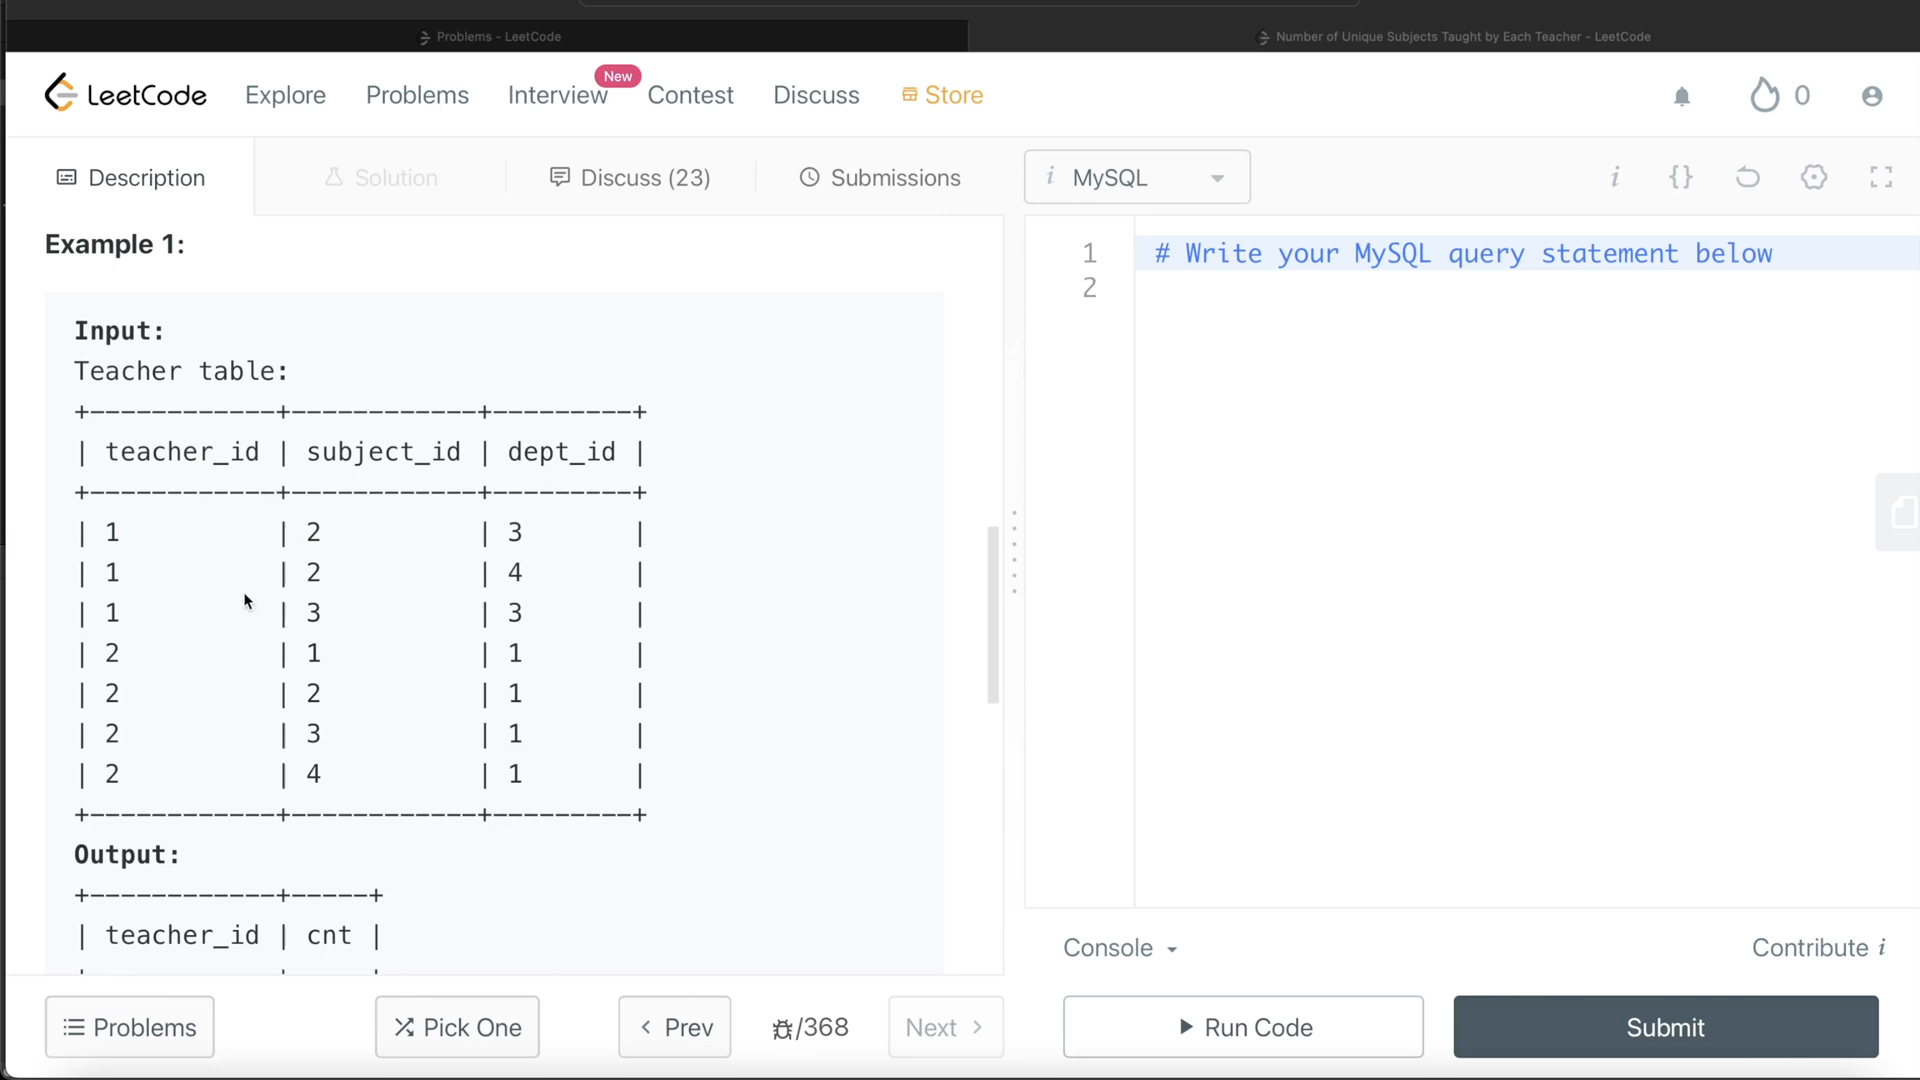 Problems - LeetCode
Number of Unique Subjects Taught by Each Teacher - LeetCode
LeetCode
Explore
Problems
Interview
New
Contest
Discuss
Store
0
Description
Solution
Discuss (23)
Submissions
i MySQL
i {}
Example 1:
1 # Write your MySQL query statement below
2
Input:
Teacher table:
+------------+------------+---------+
| teacher_id | subject_id | dept_id |
+------------+------------+---------+
| 1          | 2          | 3       |
| 1          | 2          | 4       |
| 1          | 3          | 3       |
| 2          | 1          | 1       |
| 2          | 2          | 1       |
| 2          | 3          | 1       |
| 2          | 4          | 1       |
+------------+------------+---------+
Output:
+------------+-----+
| teacher_id | cnt |
Console
Contribute i
Problems
Pick One
< Prev
/368
Next >
Run Code
Submit